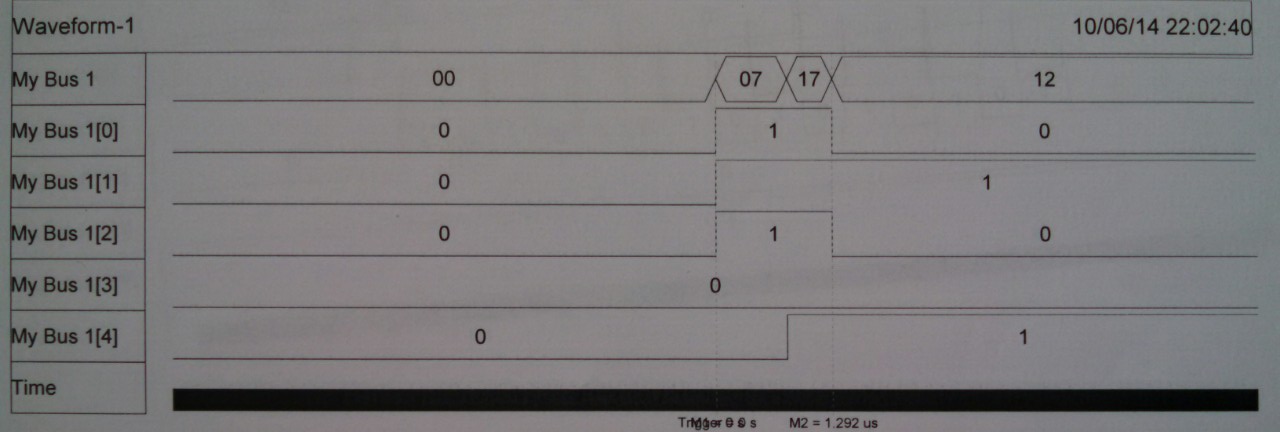 Waveform-1 10/06/14 22:02:40
My Bus 1 00 07 17 12
My Bus 1[0] 0 1 0
My Bus 1[1] 0 1
My Bus 1[2] 0 1 0
My Bus 1[3] 0
My Bus 1[4] 0 1
Time
M2 = 1.292 us